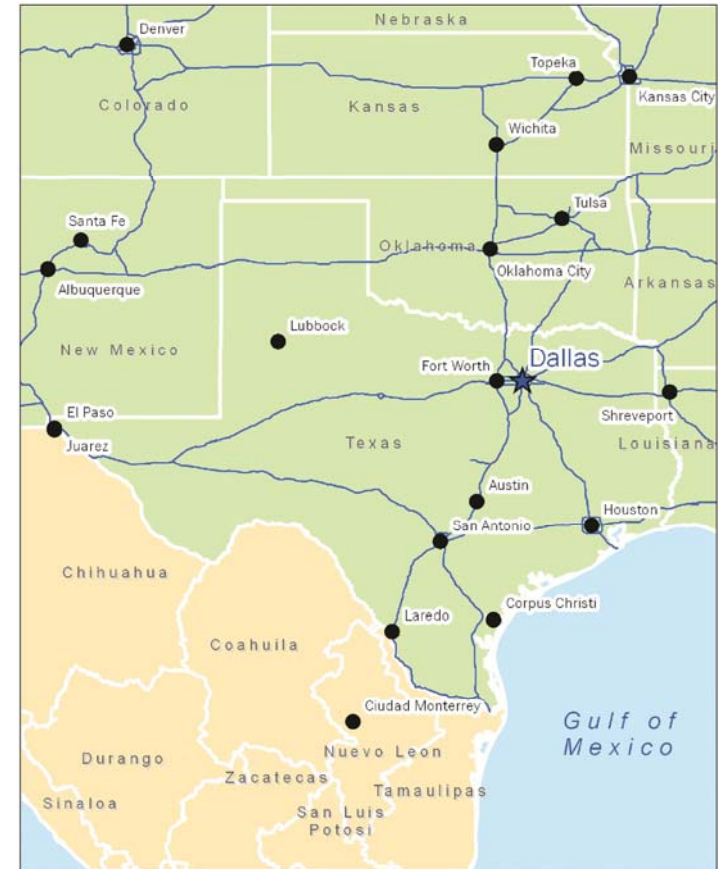 Nebraska
Denver
Topeka
Kansas City
Colorado
Kansas
Wichita
Missouri
Santa Fe
Tulsa
Oklahoma
Oklahoma City
Albuquerque
Arkansas
Lubbock
New Mexico
Fort Worth
Dallas
El Paso
Juarez
Shreveport
Texas
Louisiana
Austin
Houston
San Antonio
Chihuahua
Laredo
Corpus Christi
Coahuila
Ciudad Monterrey
Gulf of
Mexico
Nuevo Leon
Durango
Zacatecas
Tamaulipas
Sinaloa
San Luis
Potosi